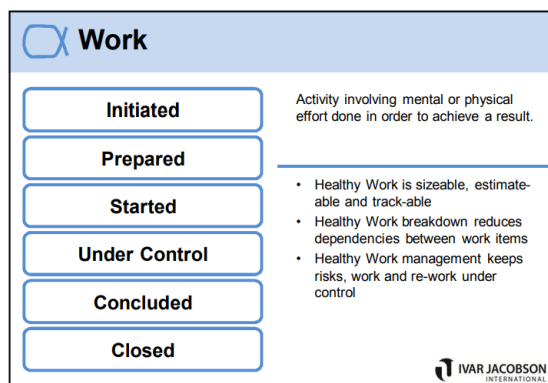 Work
Initiated
Prepared
Started
Under Control
Concluded
Closed
Activity involving mental or physical
effort done in order to achieve a result.
• Healthy Work is sizeable, estimate-
able and track-able
• Healthy Work breakdown reduces
dependencies between work items
• Healthy Work management keeps
risks, work and re-work under
control
IVAR JACOBSON
INTERNATIONAL